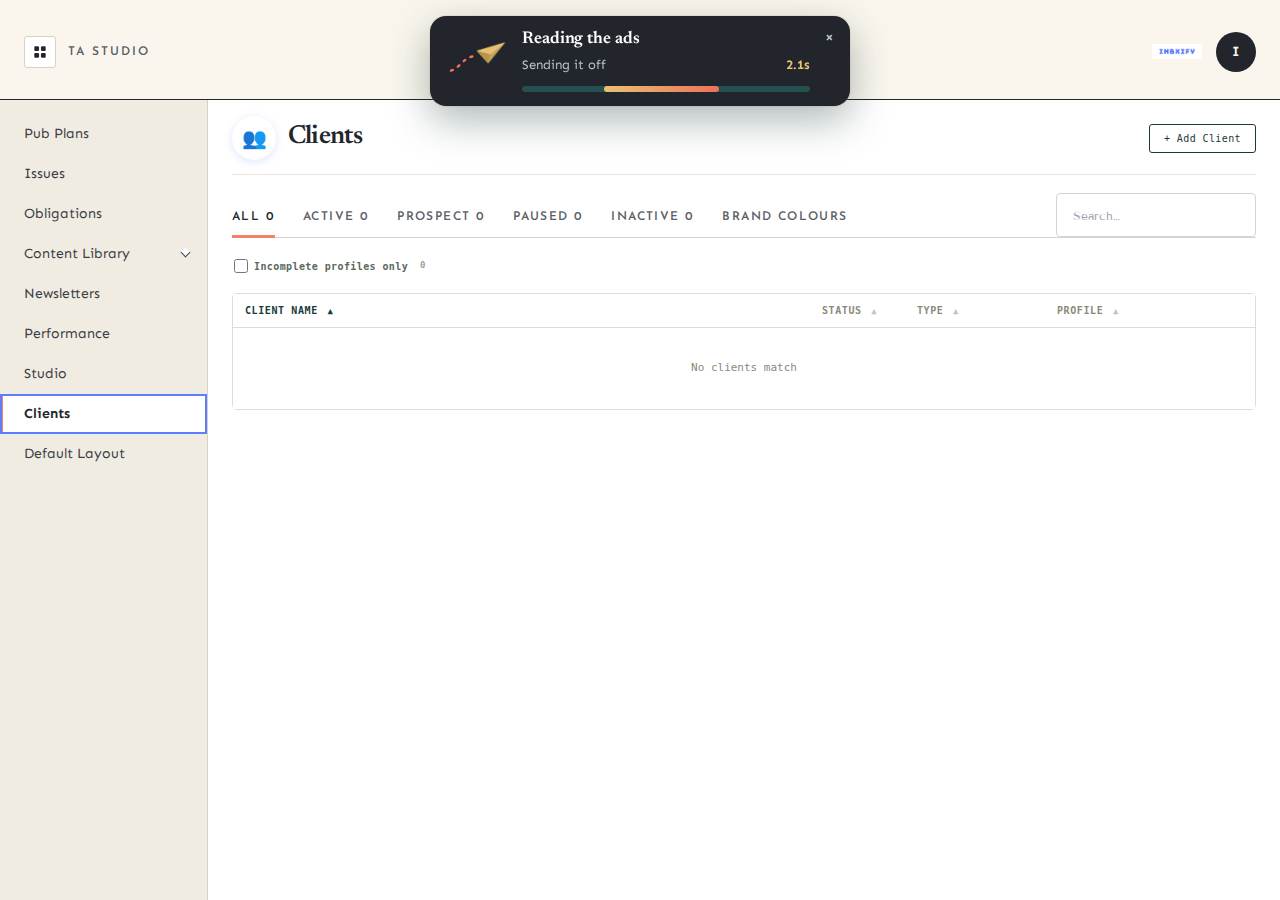 TA STUDIO
Reading the ads
×
Sending it off
2.1s
INBXIFY
I
Pub Plans
Issues
Obligations
Content Library
Newsletters
Performance
Studio
Clients
Default Layout
Clients
+ Add Client
ALL 0
ACTIVE 0
PROSPECT 0
PAUSED 0
INACTIVE 0
BRAND COLOURS
Search...
Incomplete profiles only 0
CLIENT NAME ▲
STATUS ▲
TYPE ▲
PROFILE ▲
No clients match